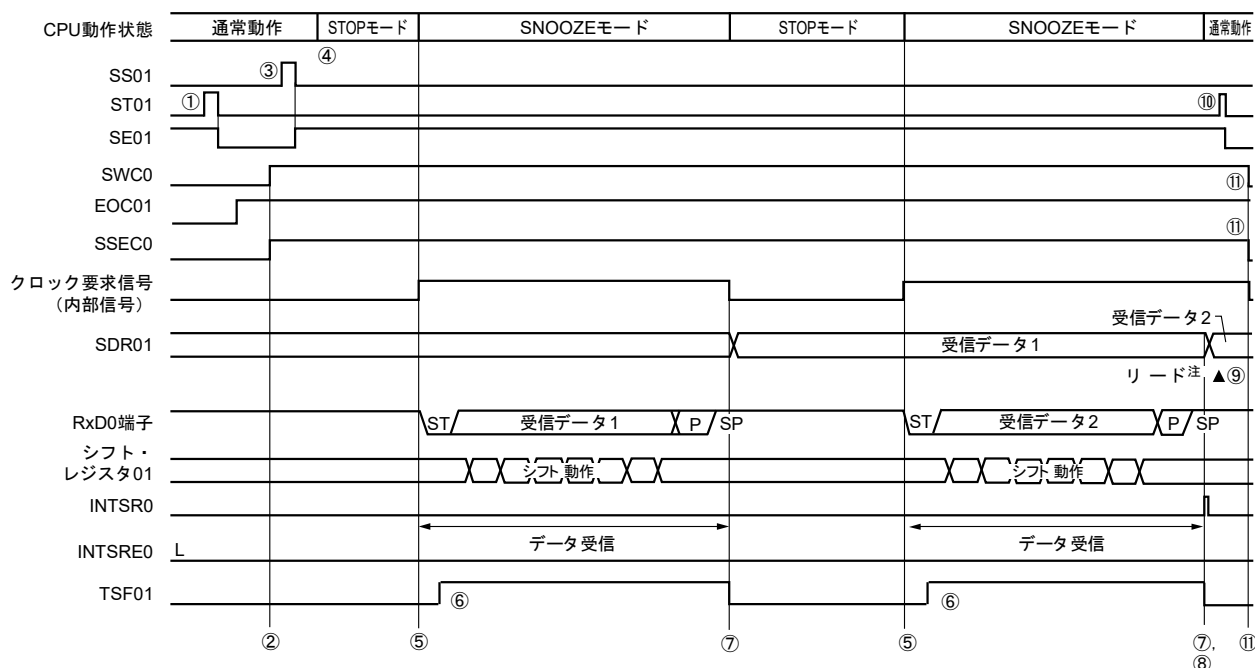 CPU動作状態 通常動作 STOPモード SNOOZEモード STOPモード SNOOZEモード 通常動作
④
SS01 ③
ST01 ① ⑩
SE01
SWC0 ⑪
EOC01
SSEC0 ⑪
クロック要求信号
（内部信号）
受信データ2
SDR01 受信データ1
リード注 ▲⑨
RxD0端子 ST 受信データ1 P SP ST 受信データ2 P SP
シフト・
レジスタ01 シフト動作 シフト動作
INTSR0
データ受信 データ受信
INTSRE0 L
TSF01 ⑥ ⑥
② ⑤ ⑦ ⑤ ⑦, ⑪
⑧